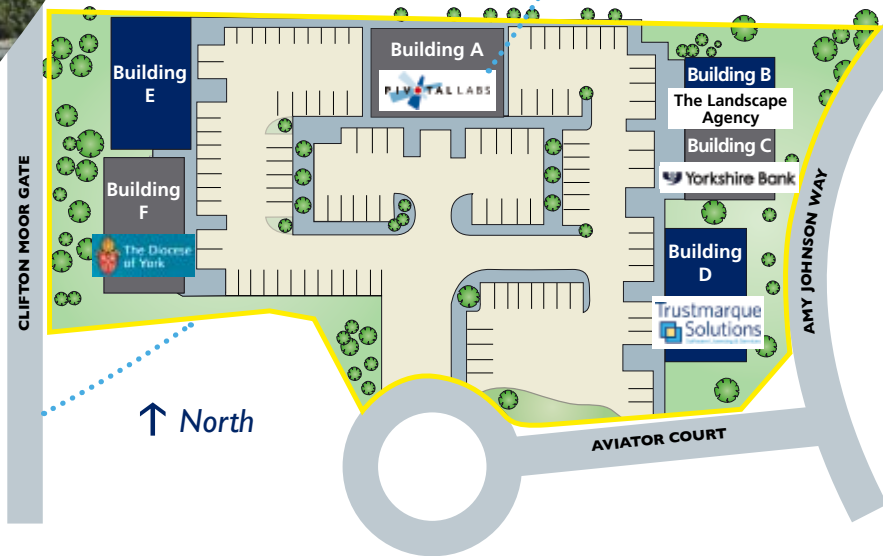 Building A
PIVOTAL LABS
Building
E
Building B
The Landscape
Agency
Building C
Yorkshire Bank
Building
F
The Diocese
of York
Building
D
Trustmarque
Solutions
CLIFTON MOOR GATE
AMY JOHNSON WAY
↑ North
AVIATOR COURT